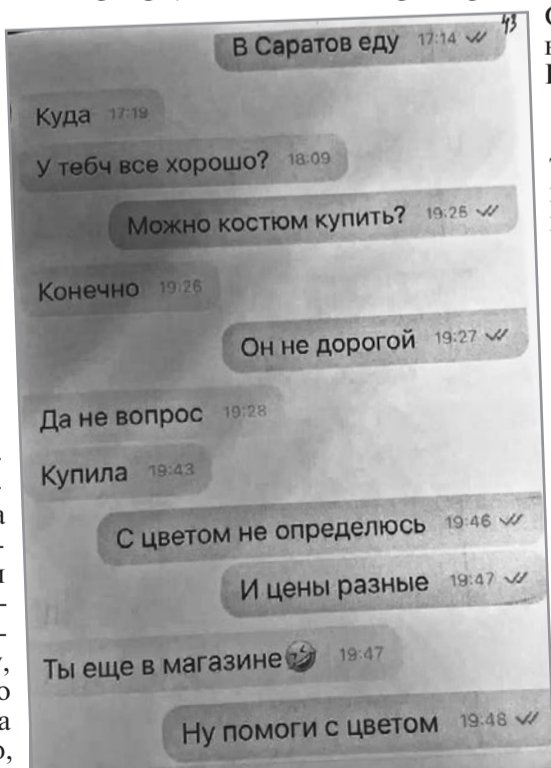 43
В Саратов еду 17:14
Куда 17:19
У тебч все хорошо? 18:09
Можно костюм купить? 19:25
Конечно 19:26
Он не дорогой 19:27
Да не вопрос 19:28
Купила 19:43
С цветом не определюсь 19:46
И цены разные 19:47
Ты еще в магазине🤣 19:47
Ну помоги с цветом 19:48